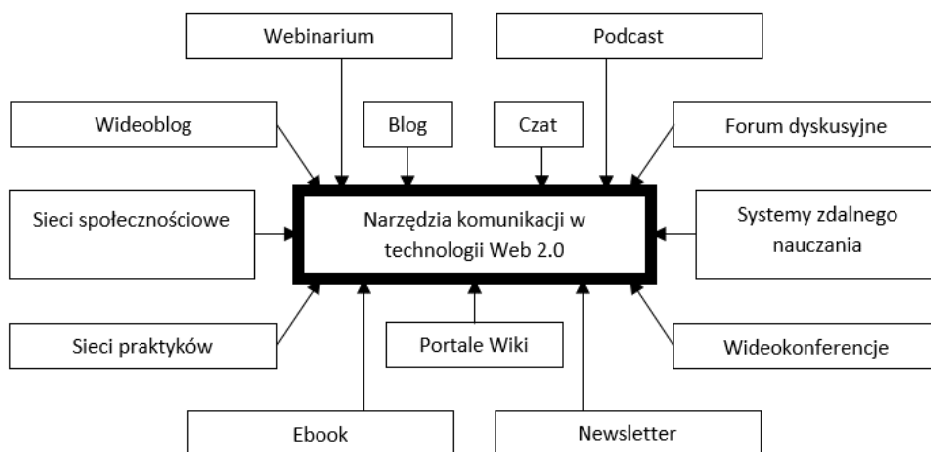 Webinarium
Podcast
Wideoblog
Blog
Czat
Forum dyskusyjne
Sieci społecznościowe
Narzędzia komunikacji w
technologii Web 2.0
Systemy zdalnego
nauczania
Sieci praktyków
Portale Wiki
Wideokonferencje
Ebook
Newsletter